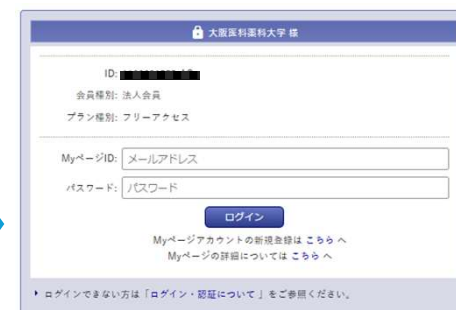 大阪医科薬科大学 様
ID:
会員種別: 法人会員
プラン種別: フリーアクセス
MyページID: メールアドレス
パスワード: パスワード
ログイン
Myページアカウントの新規登録は こちら へ
Myページの詳細については こちら へ
ログインできない方は「ログイン・認証について」をご参照ください。